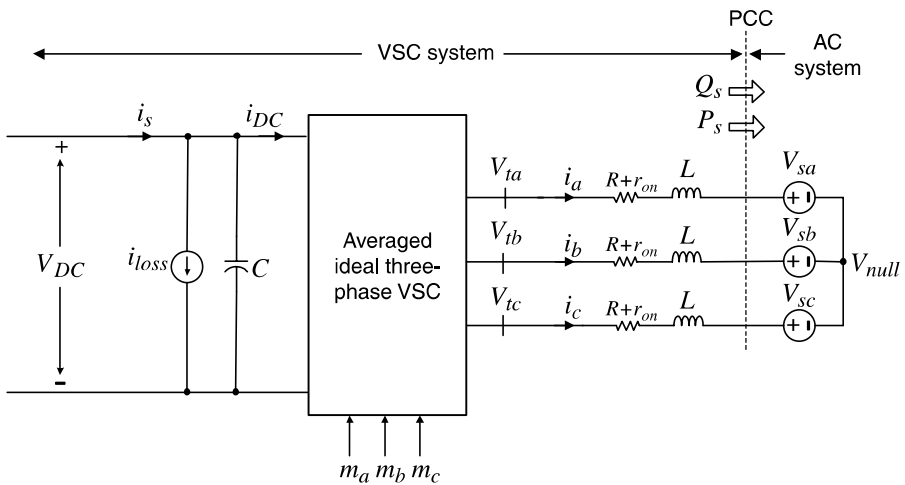 PCC
VSC system
AC system
Q_s
P_s
i_s
i_DC
+
V_DC
−
i_loss
C
Averaged
ideal three-
phase VSC
m_a m_b m_c
V_ta i_a R+r_on L V_sa
+
V_tb i_b R+r_on L V_sb
+
V_null
V_tc i_c R+r_on L V_sc
+